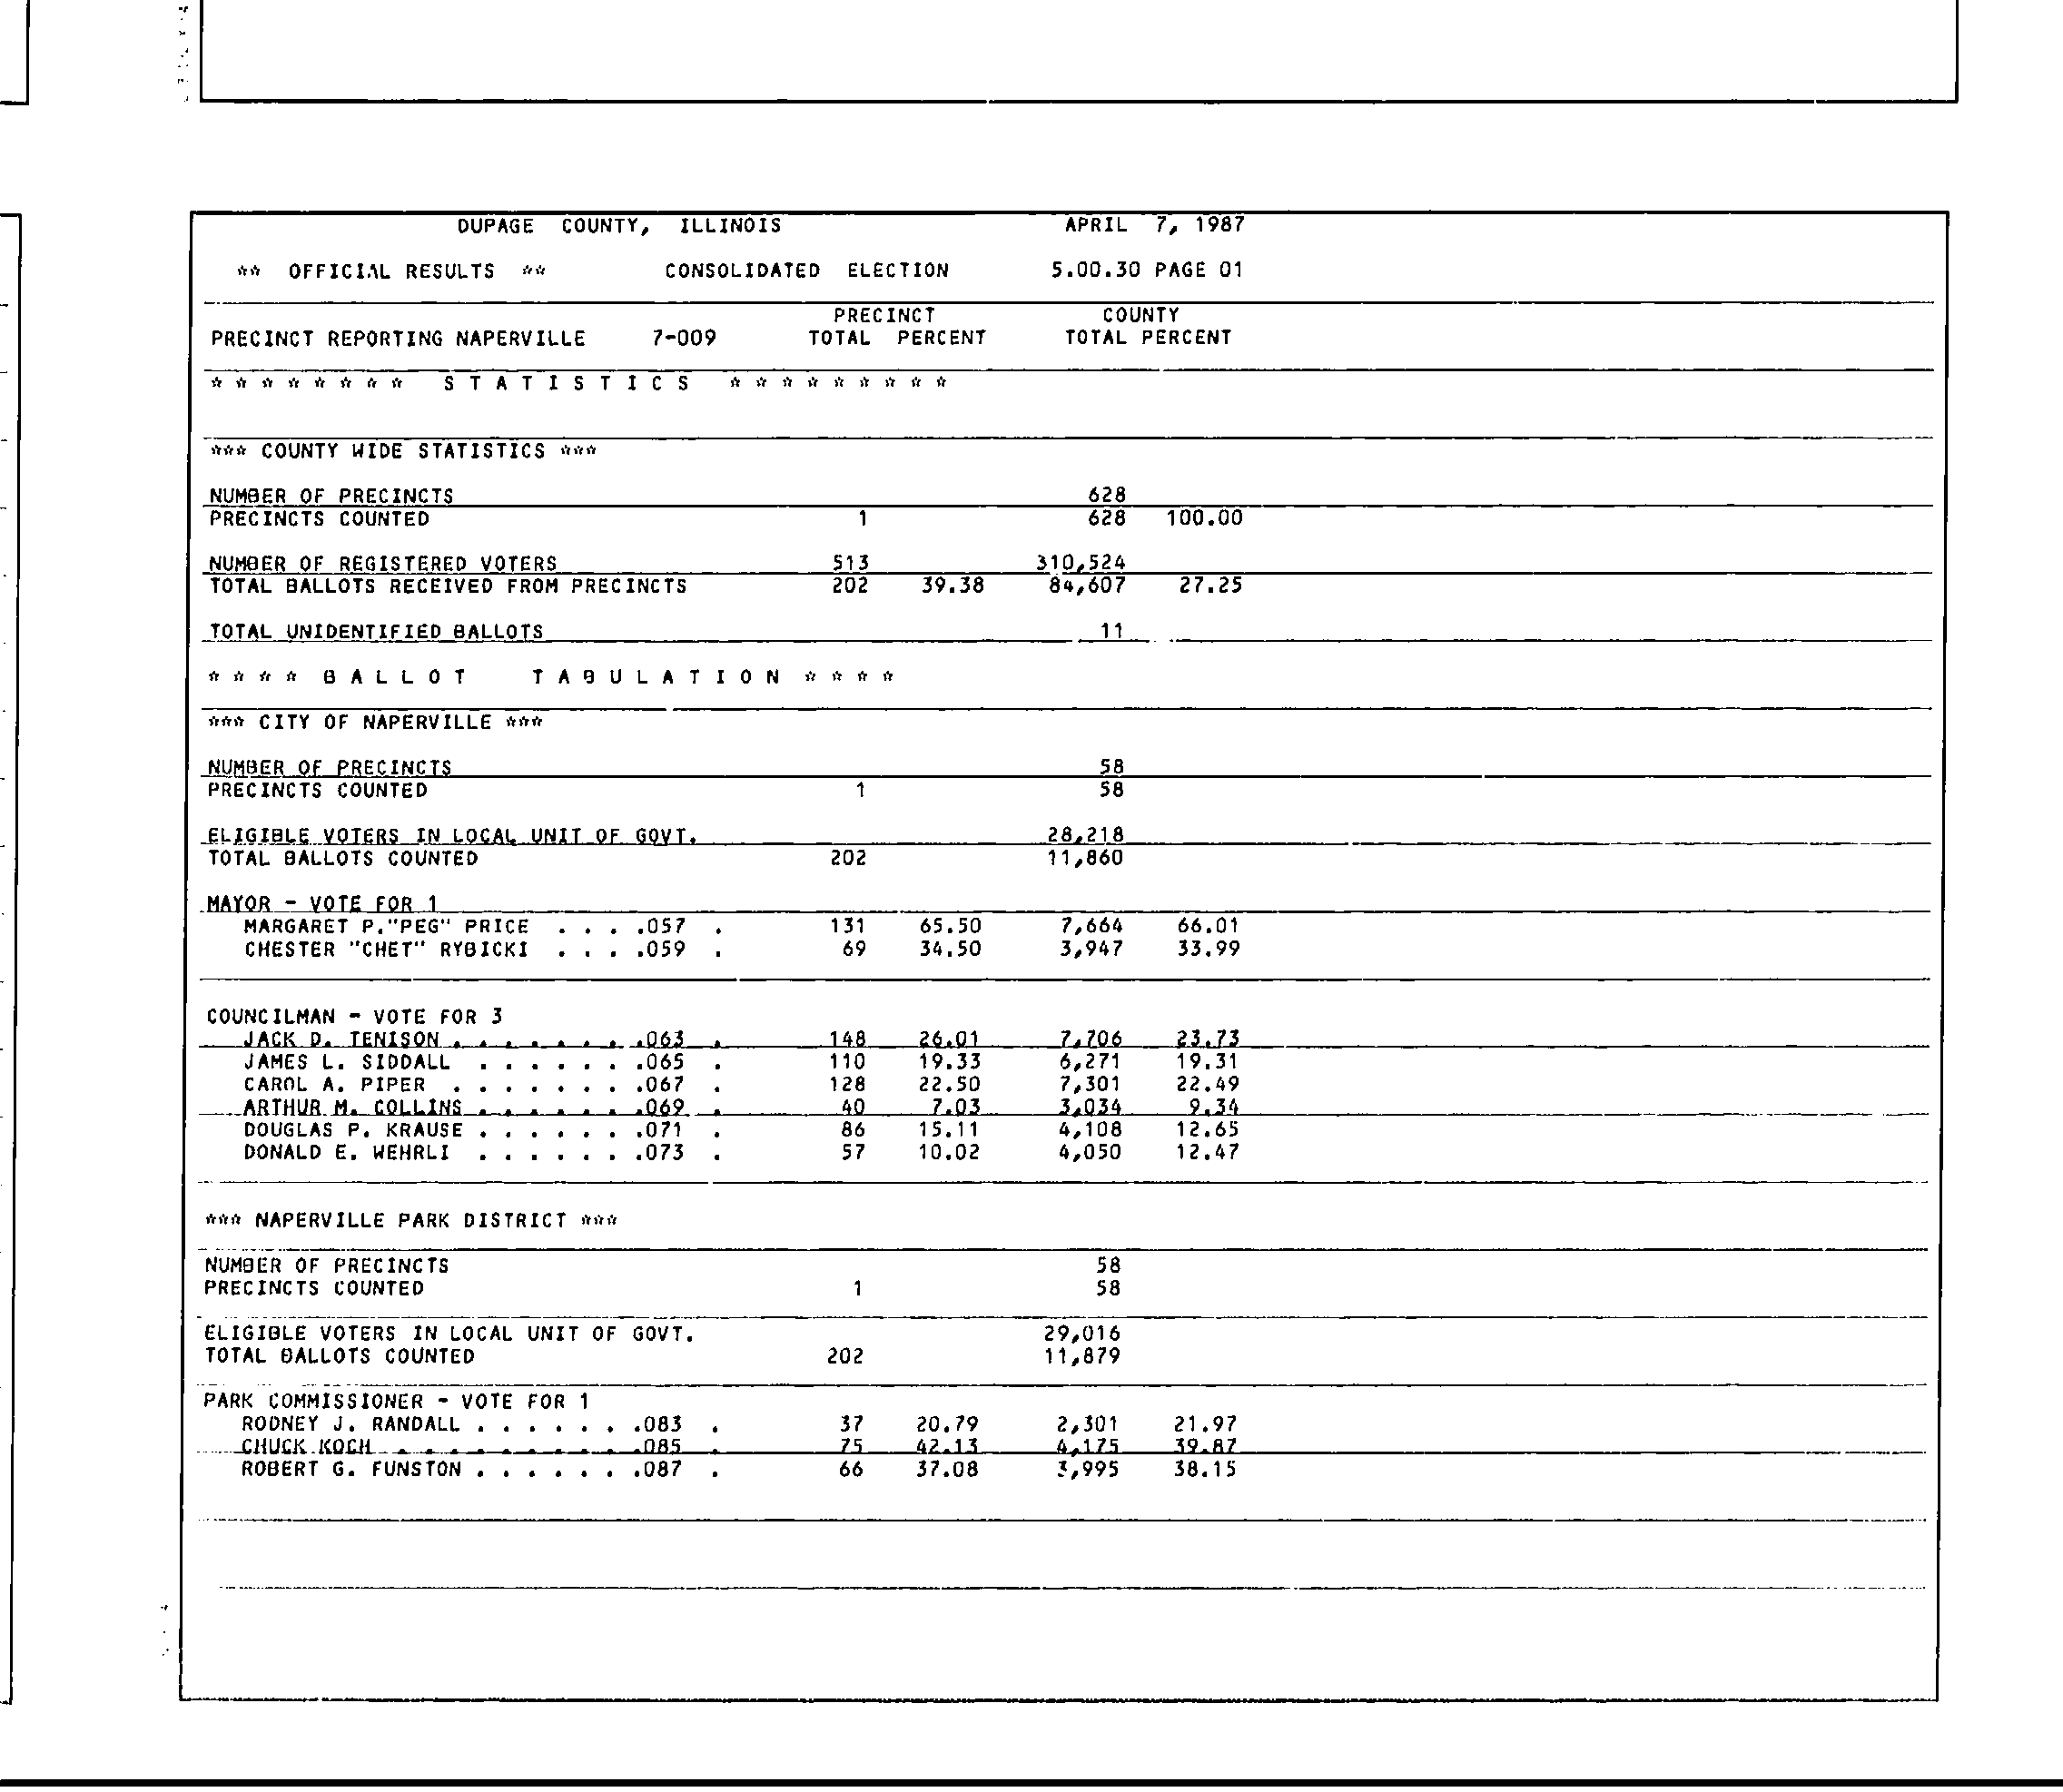 DUPAGE COUNTY, ILLINOIS APRIL 7, 1987
** OFFICIAL RESULTS ** CONSOLIDATED ELECTION 5.00.30 PAGE 01
PRECINCT COUNTY
PRECINCT REPORTING NAPERVILLE 7-009 TOTAL PERCENT TOTAL PERCENT
* * * * * * * * S T A T I S T I C S * * * * * * * * *
*** COUNTY WIDE STATISTICS ***
NUMBER OF PRECINCTS 628
PRECINCTS COUNTED 1 628 100.00
NUMBER OF REGISTERED VOTERS 513 310,524
TOTAL BALLOTS RECEIVED FROM PRECINCTS 202 39.38 84,607 27.25
TOTAL UNIDENTIFIED BALLOTS 11
* * * * B A L L O T T A B U L A T I O N * * * *
*** CITY OF NAPERVILLE ***
NUMBER OF PRECINCTS 58
PRECINCTS COUNTED 1 58
ELIGIBLE VOTERS IN LOCAL UNIT OF GOVT. 28,218
TOTAL BALLOTS COUNTED 202 11,860
MAYOR - VOTE FOR 1
MARGARET P."PEG" PRICE . . . .057 . 131 65.50 7,664 66.01
CHESTER "CHET" RYBICKI . . . .059 . 69 34.50 3,947 33.99
COUNCILMAN - VOTE FOR 3
JACK D. TENISON . . . . . . . .063 . 148 26.01 7,706 23.73
JAMES L. SIDDALL . . . . . . .065 . 110 19.33 6,271 19.31
CAROL A. PIPER . . . . . . . .067 . 128 22.50 7,301 22.49
ARTHUR M. COLLINS . . . . . . .069 . 40 7.03 3,034 9.34
DOUGLAS P. KRAUSE . . . . . . .071 . 86 15.11 4,108 12.65
DONALD E. WEHRLI . . . . . . .073 . 57 10.02 4,050 12.47
*** NAPERVILLE PARK DISTRICT ***
NUMBER OF PRECINCTS 58
PRECINCTS COUNTED 1 58
ELIGIBLE VOTERS IN LOCAL UNIT OF GOVT. 29,016
TOTAL BALLOTS COUNTED 202 11,879
PARK COMMISSIONER - VOTE FOR 1
RODNEY J. RANDALL . . . . . . .083 . 37 20.79 2,301 21.97
CHUCK KOCH . . . . . . . . . .085 . 75 42.13 4,175 39.87
ROBERT G. FUNSTON . . . . . . .087 . 66 37.08 3,995 38.15